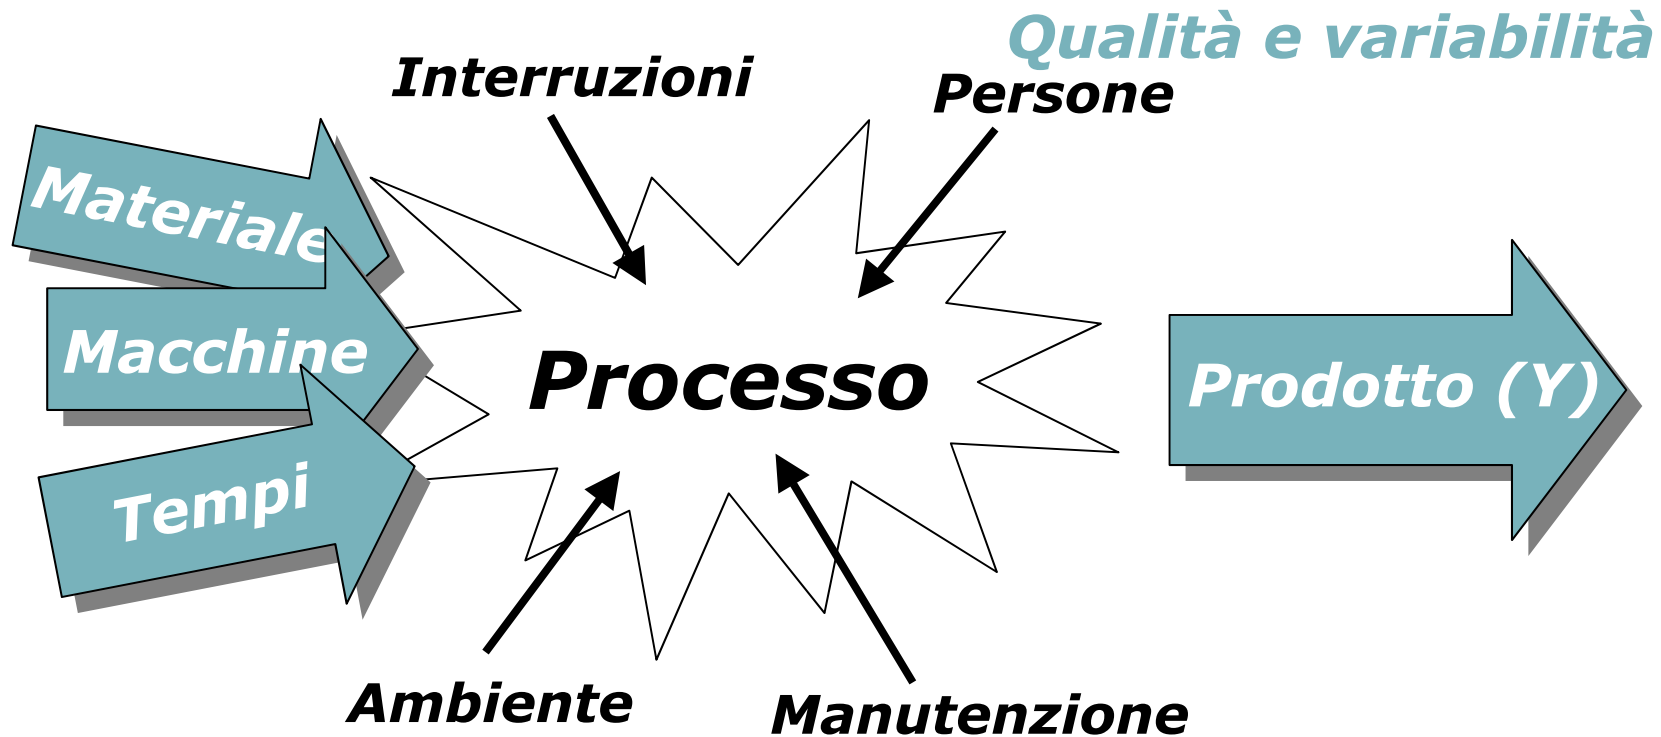 Qualità e variabilità
Interruzioni
Persone
Materiale
Macchine
Processo
Prodotto (Y)
Tempi
Ambiente
Manutenzione